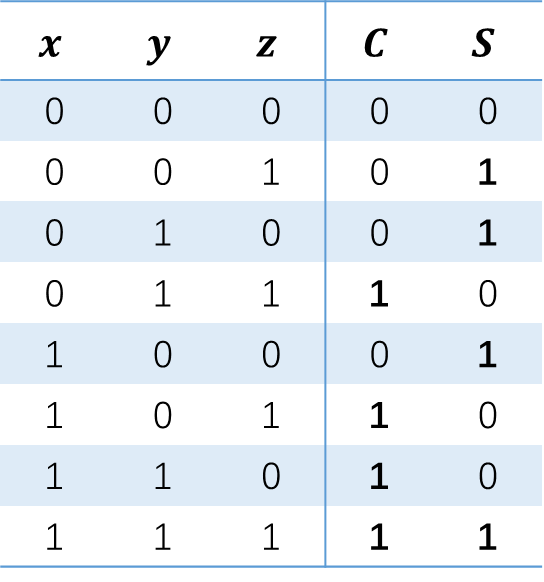 x y z C S
0 0 0 0 0
0 0 1 0 1
0 1 0 0 1
0 1 1 1 0
1 0 0 0 1
1 0 1 1 0
1 1 0 1 0
1 1 1 1 1